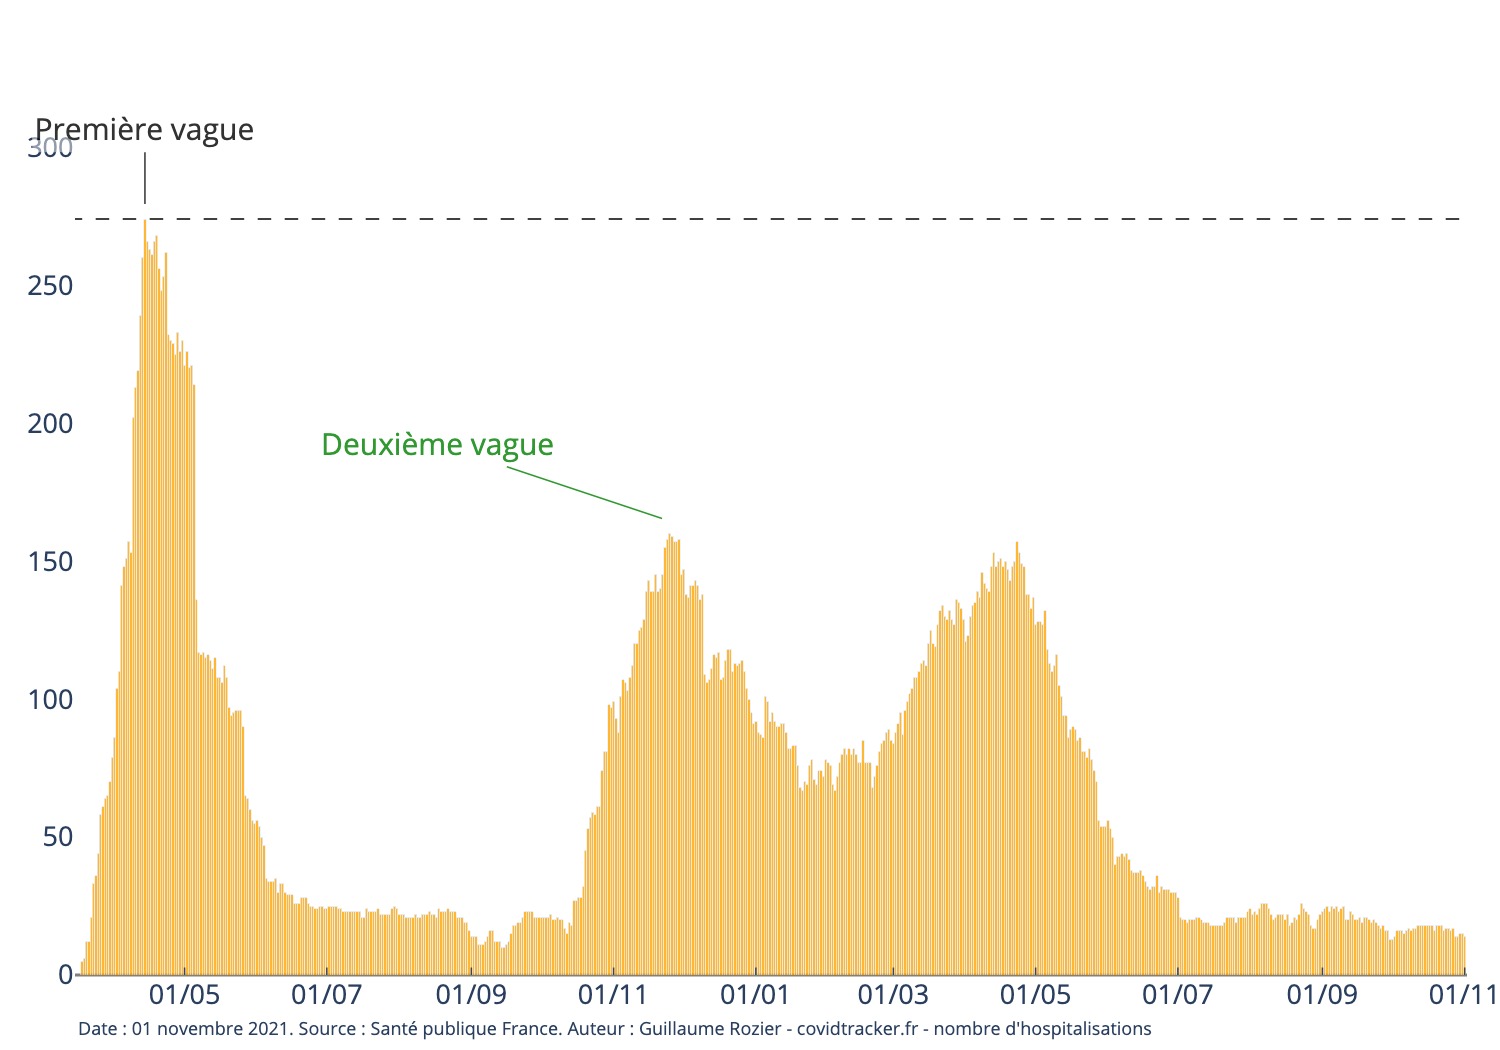 Première vague
300
250
200
Deuxième vague
150
100
50
0
01/05 01/07 01/09 01/11 01/01 01/03 01/05 01/07 01/09 01/11
Date : 01 novembre 2021. Source : Santé publique France. Auteur : Guillaume Rozier - covidtracker.fr - nombre d'hospitalisations